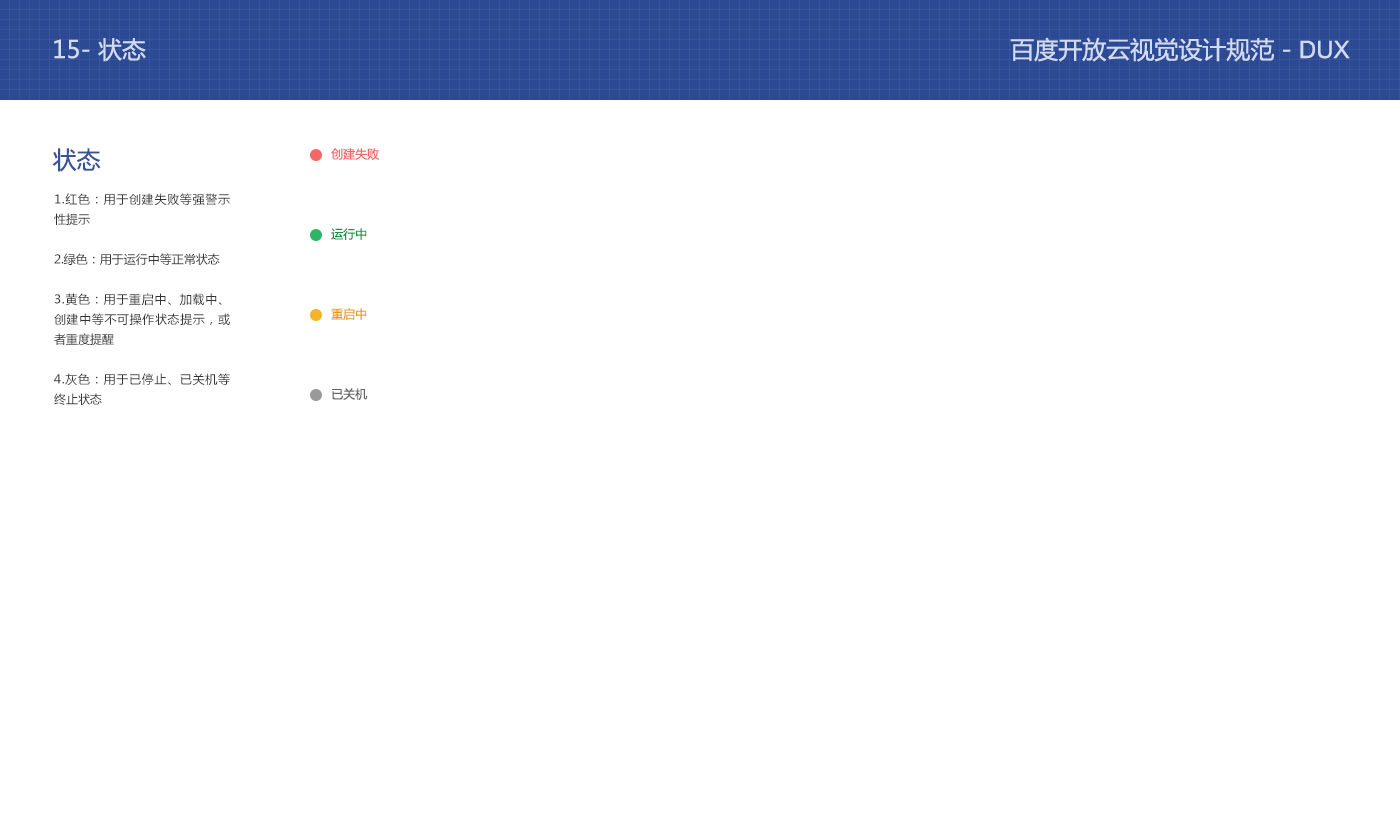 15- 状态
百度开放云视觉设计规范 - DUX
状态
1.红色：用于创建失败等强警示
性提示
2.绿色：用于运行中等正常状态
3.黄色：用于重启中、加载中、
创建中等不可操作状态提示，或
者重度提醒
4.灰色：用于已停止、已关机等
终止状态
创建失败
运行中
重启中
已关机